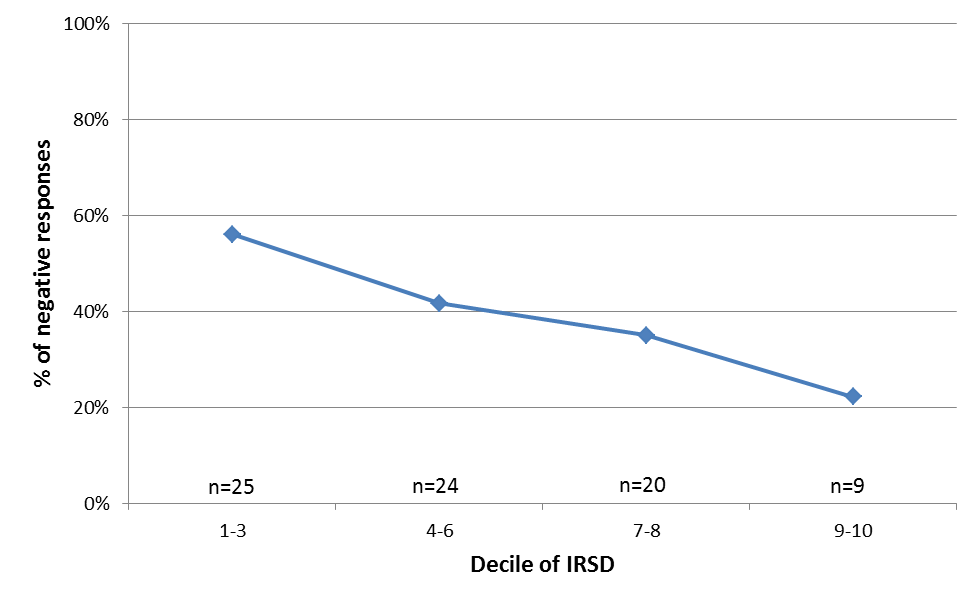 100%
80%
60%
40%
20%
0%
% of negative responses
n=25 n=24 n=20 n=9
1-3 4-6 7-8 9-10
Decile of IRSD